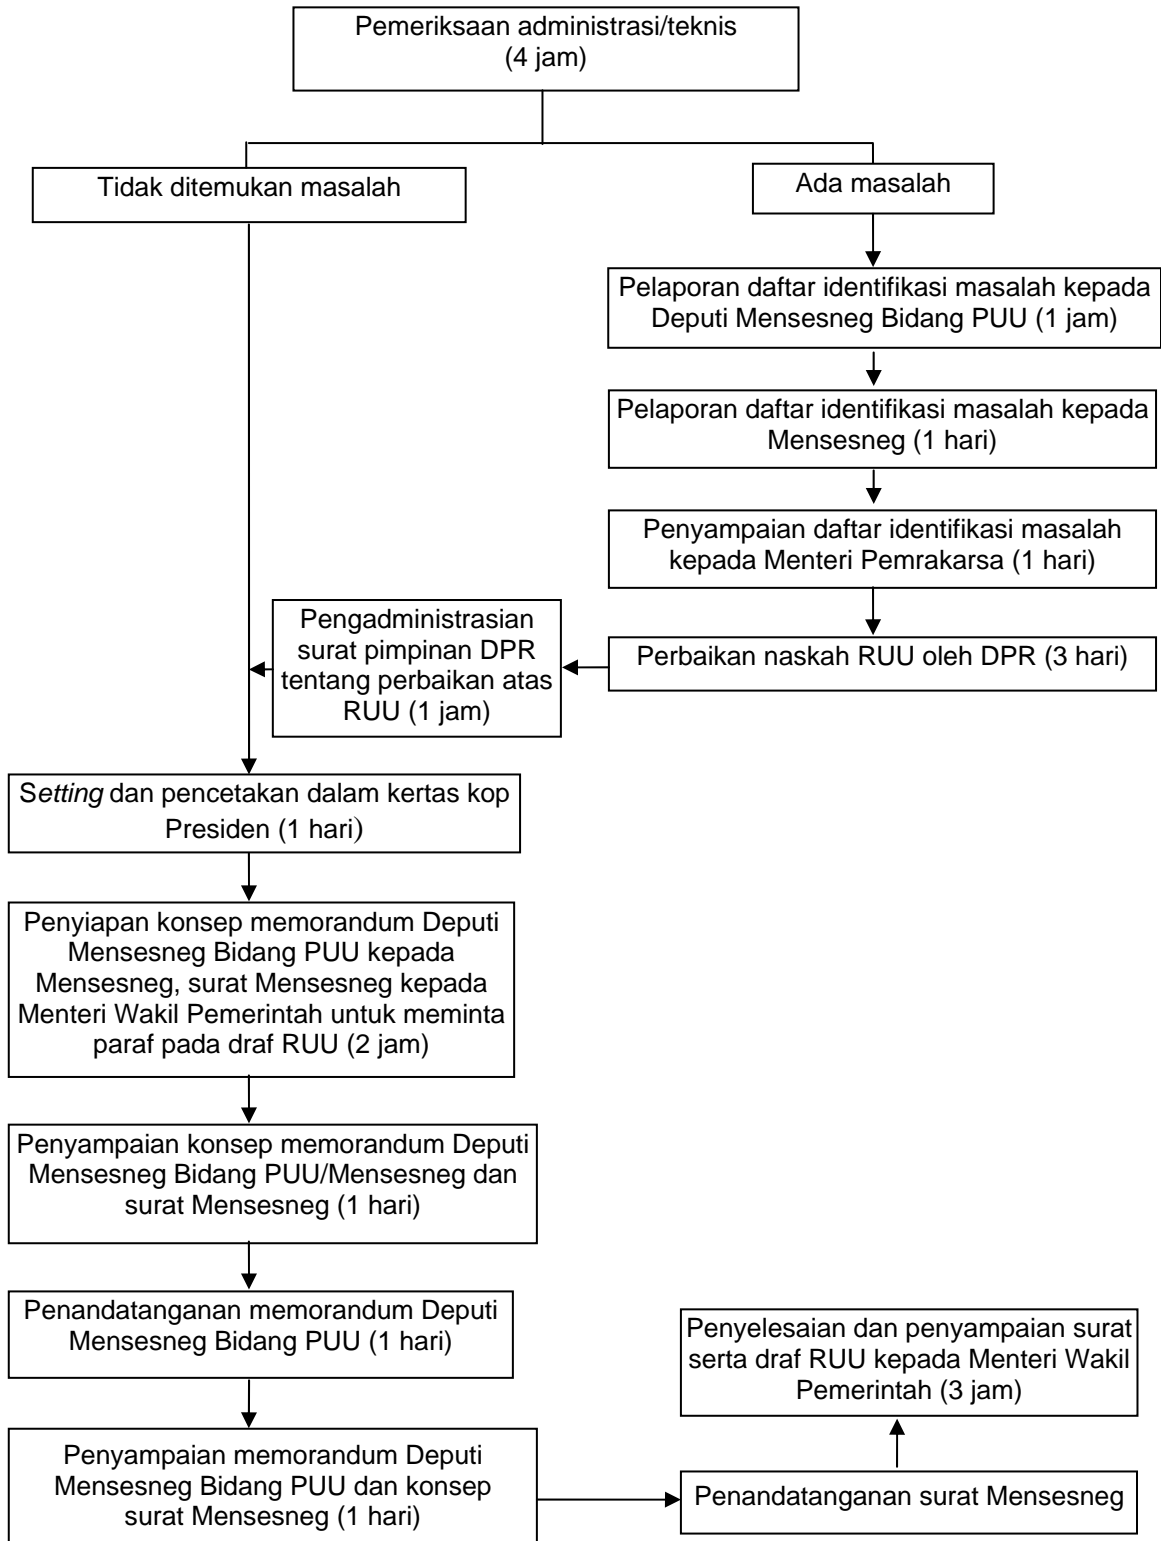 Pemeriksaan administrasi/teknis
(4 jam)
Tidak ditemukan masalah
Ada masalah
Pelaporan daftar identifikasi masalah kepada
Deputi Mensesneg Bidang PUU (1 jam)
Pelaporan daftar identifikasi masalah kepada
Mensesneg (1 hari)
Penyampaian daftar identifikasi masalah
kepada Menteri Pemrakarsa (1 hari)
Perbaikan naskah RUU oleh DPR (3 hari)
Pengadministrasian
surat pimpinan DPR
tentang perbaikan atas
RUU (1 jam)
Setting dan pencetakan dalam kertas kop
Presiden (1 hari)
Penyiapan konsep memorandum Deputi
Mensesneg Bidang PUU kepada
Mensesneg, surat Mensesneg kepada
Menteri Wakil Pemerintah untuk meminta
paraf pada draf RUU (2 jam)
Penyampaian konsep memorandum Deputi
Mensesneg Bidang PUU/Mensesneg dan
surat Mensesneg (1 hari)
Penandatanganan memorandum Deputi
Mensesneg Bidang PUU (1 hari)
Penyampaian memorandum Deputi
Mensesneg Bidang PUU dan konsep
surat Mensesneg (1 hari)
Penandatanganan surat Mensesneg
Penyelesaian dan penyampaian surat
serta draf RUU kepada Menteri Wakil
Pemerintah (3 jam)